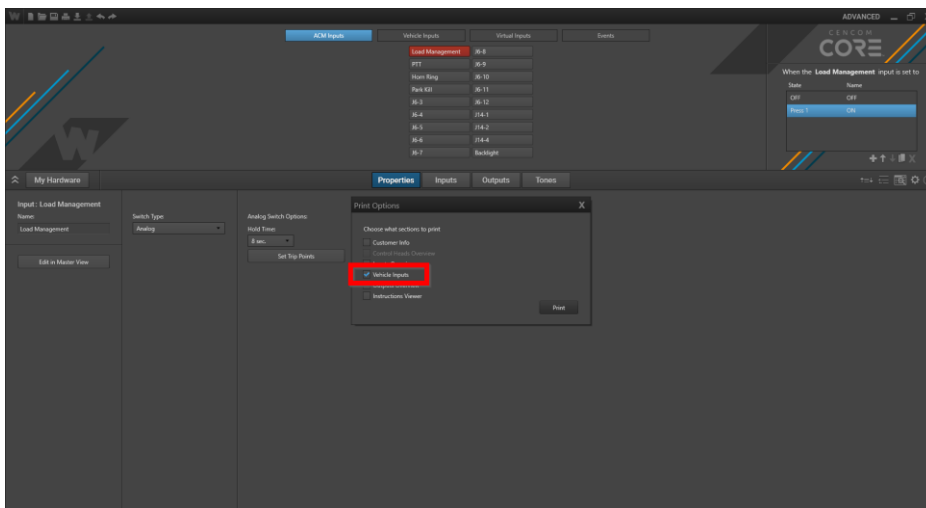 ADVANCED
ACM Inputs Vehicle Inputs Virtual Inputs Events
CENCOM
CORE
Load Management J6-8
PTT J6-9
Horn Ring J6-10
Park Kill J6-11
J6-3 J6-12
J6-4 J14-1
J6-5 J14-2
J6-6 J14-4
J6-7 Backlight
When the Load Management input is set to
State Name
OFF OFF
Press 1 ON
My Hardware
Properties Inputs Outputs Tones
Input: Load Management
Name:
Load Management
Edit in Master View
Switch Type:
Analog
Analog Switch Options:
Hold Time:
8 sec.
Set Trip Points
Print Options X
Choose what sections to print
Customer Info
Control Heads Overview
Vehicle Inputs
Instructions Viewer
Print